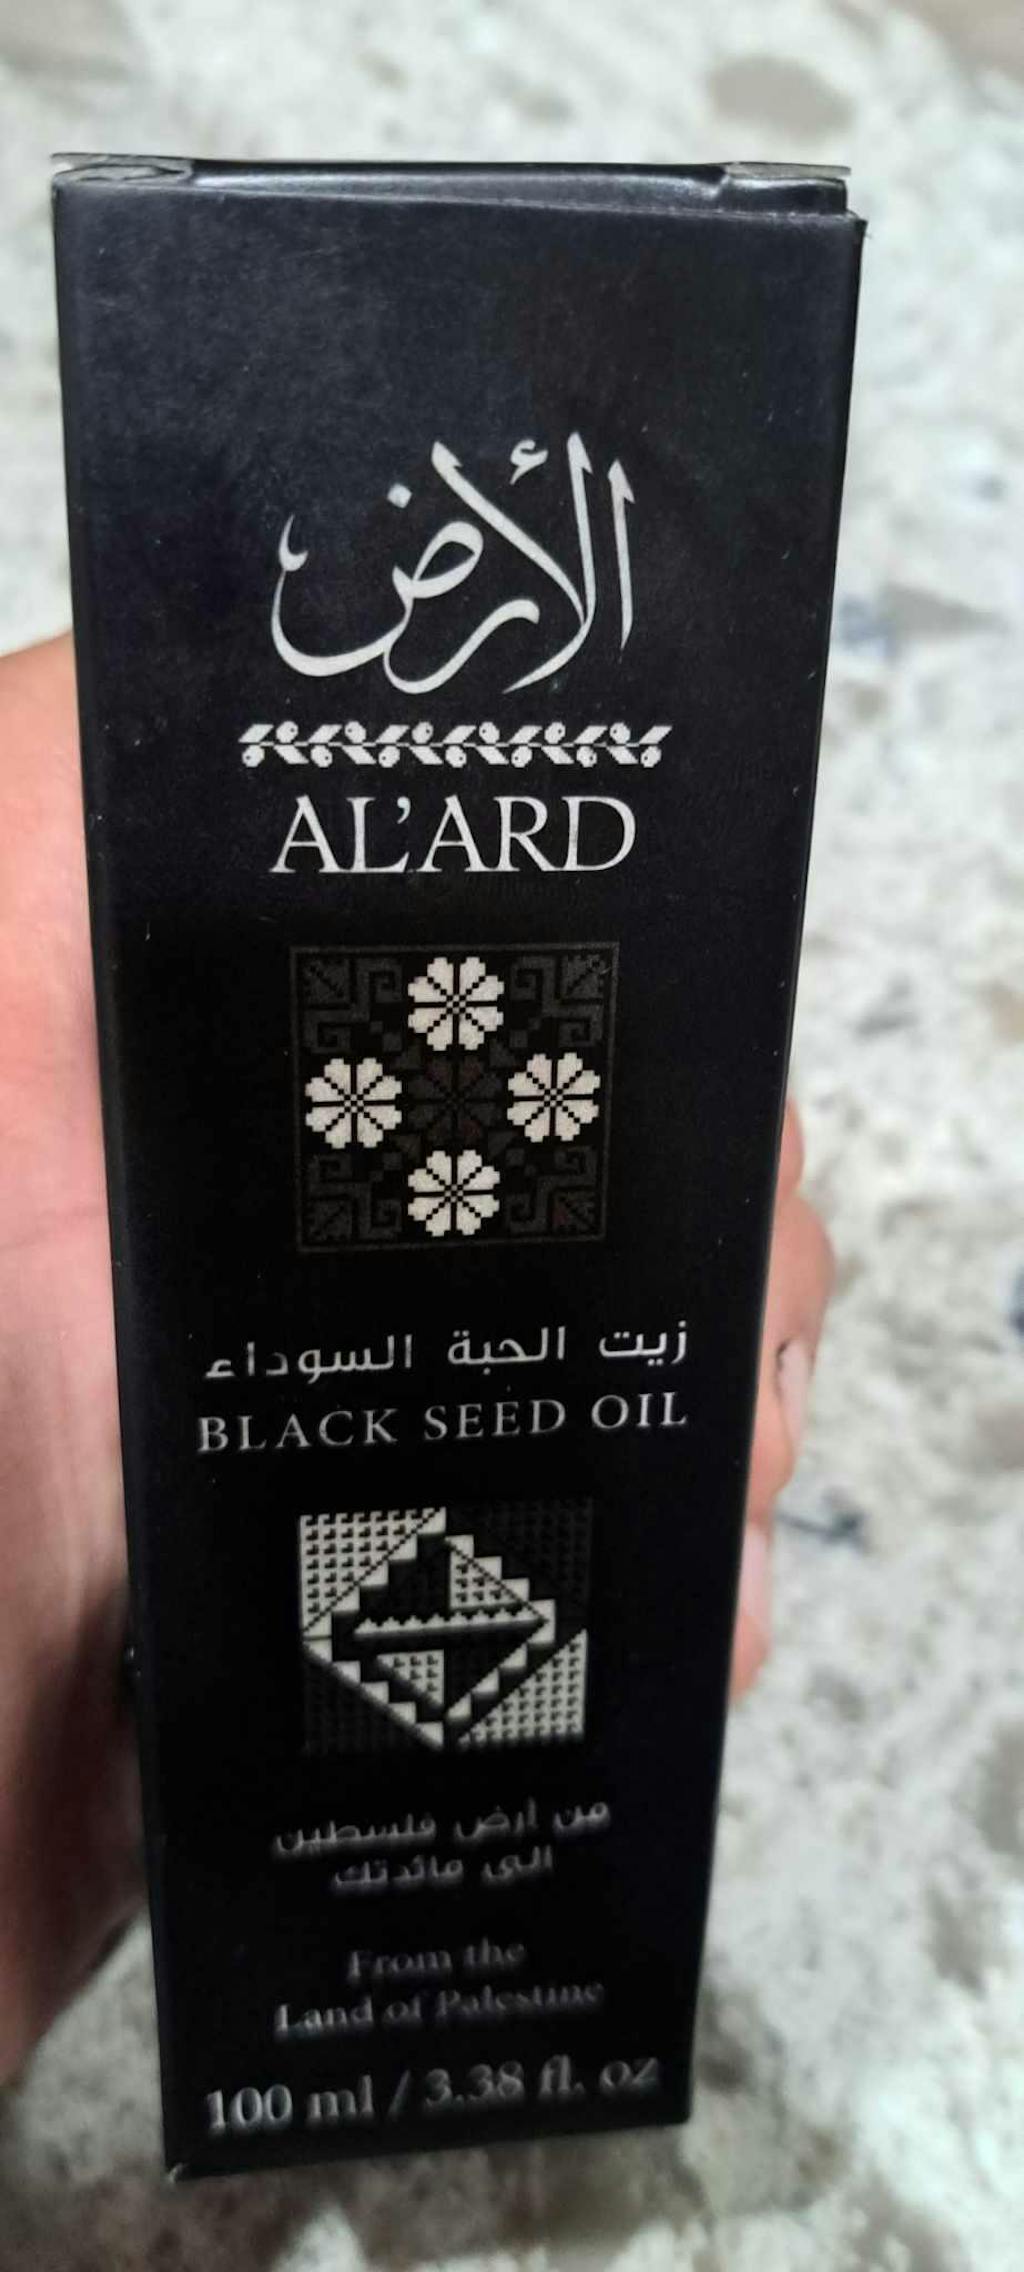 الأرض
AL'ARD
زيت الحبة السوداء
BLACK SEED OIL
من أرض فلسطين
الى مائدتك
From the
Land of Palestine
100 ml / 3.38 fl. oz